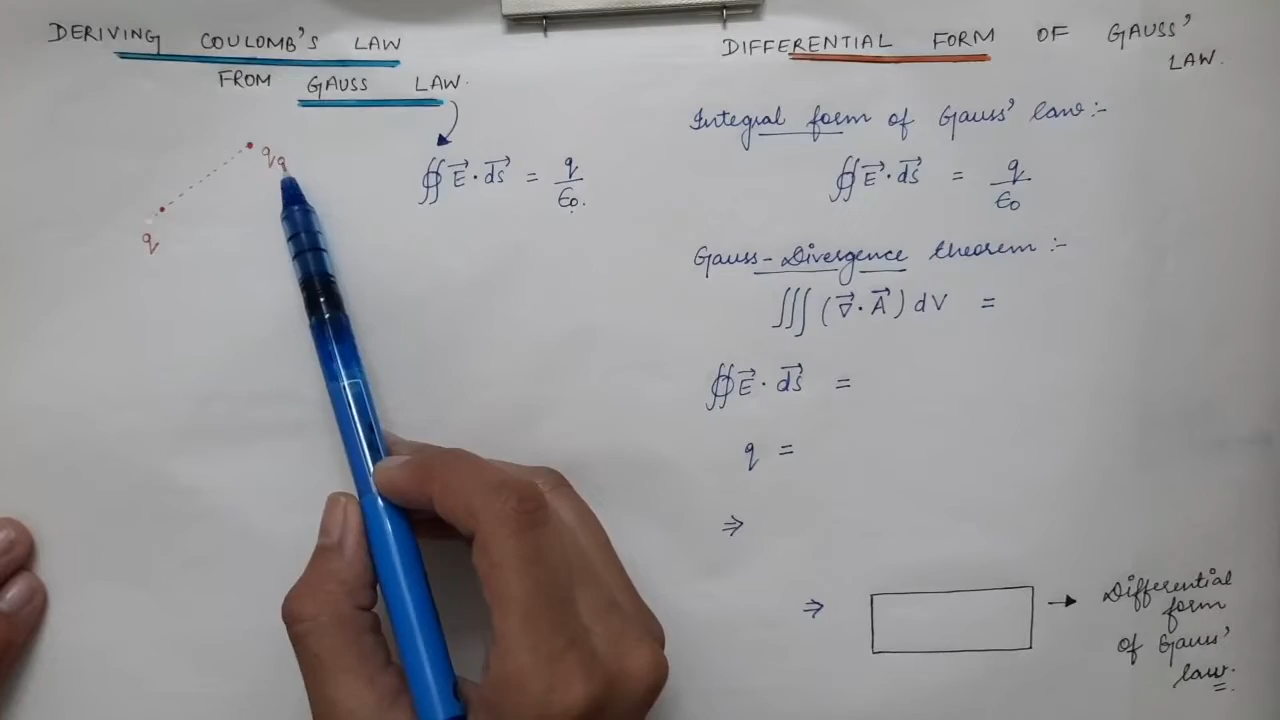 DERIVING COULOMB'S LAW
FROM GAUSS LAW.
∯ E⃗ · ds⃗ = q/ε₀.
q
DIFFERENTIAL FORM OF GAUSS'
LAW.
Integral form of Gauss' law :-
∯ E⃗ · ds⃗ = q/ε₀
Gauss-Divergence theorem :-
∭ (∇⃗ · A⃗) dV =
∯ E⃗ · ds⃗ =
q =
⇒
⇒ → Differential
form
of Gauss'
law.